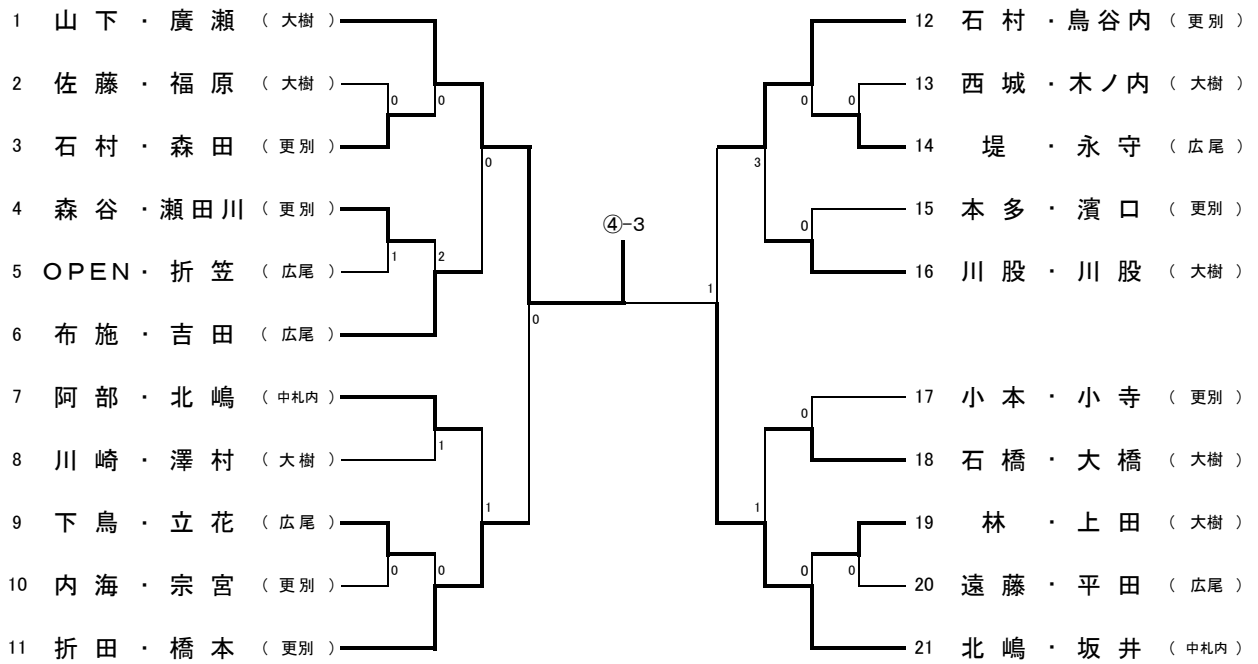 1 山下・廣瀬 (大樹)
2 佐藤・福原 (大樹)
3 石村・森田 (更別)
4 森谷・瀬田川 (更別)
5 OPEN・折笠 (広尾)
6 布施・吉田 (広尾)
7 阿部・北嶋 (中札内)
8 川崎・澤村 (大樹)
9 下鳥・立花 (広尾)
10 内海・宗宮 (更別)
11 折田・橋本 (更別)
0 0
0
1 2
1
0 0
1
0
④-3
1
3
0 0
0
0
1
0 0
12 石村・鳥谷内 (更別)
13 西城・木ノ内 (大樹)
14 堤・永守 (広尾)
15 本多・濱口 (更別)
16 川股・川股 (大樹)
17 小本・小寺 (更別)
18 石橋・大橋 (大樹)
19 林・上田 (大樹)
20 遠藤・平田 (広尾)
21 北嶋・坂井 (中札内)